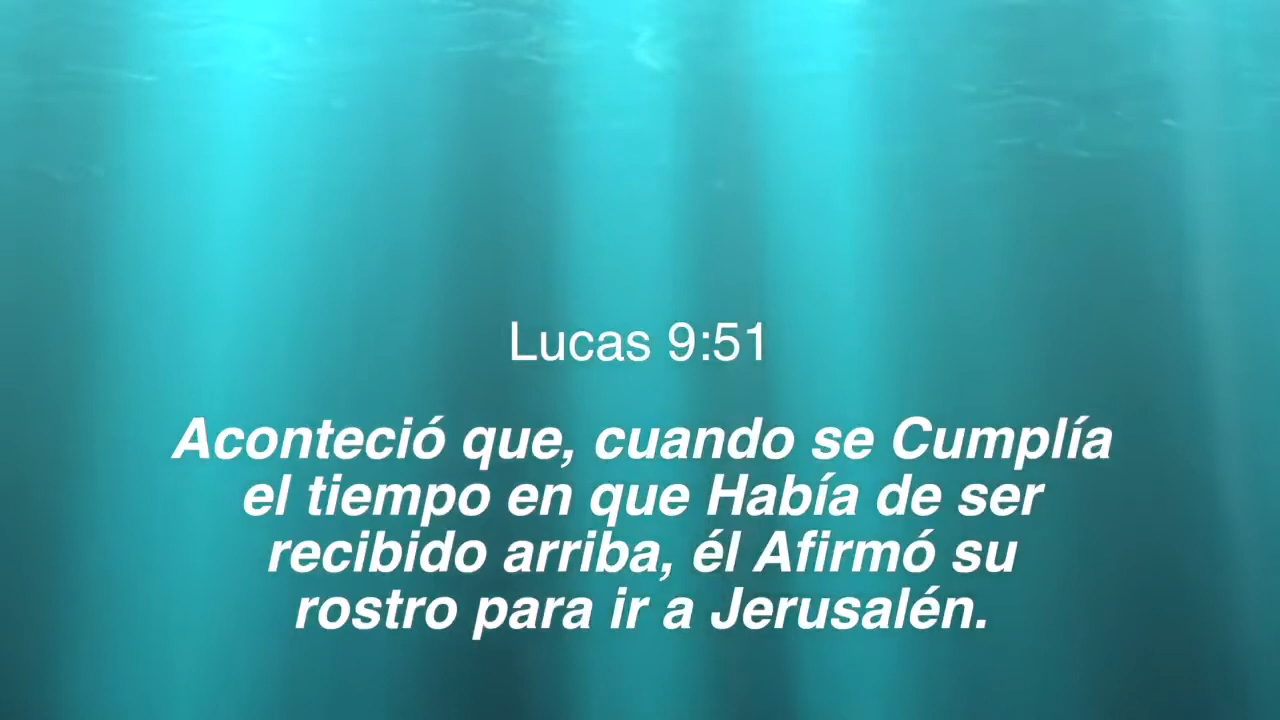 Lucas 9:51
Aconteció que, cuando se Cumplía
el tiempo en que Había de ser
recibido arriba, él Afirmó su
rostro para ir a Jerusalén.